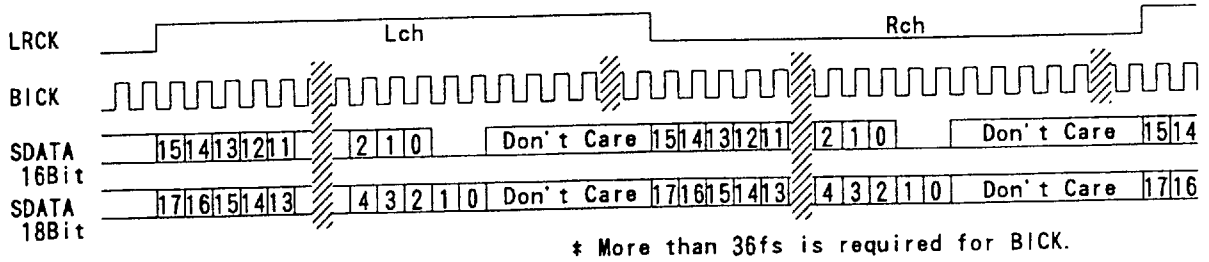 LRCK Lch Rch
BICK
SDATA 16Bit 15 14 13 12 11 2 1 0 Don't Care 15 14 13 12 11 2 1 0 Don't Care 15 14
SDATA 18Bit 17 16 15 14 13 4 3 2 1 0 Don't Care 17 16 15 14 13 4 3 2 1 0 Don't Care 17 16
* More than 36fs is required for BICK.